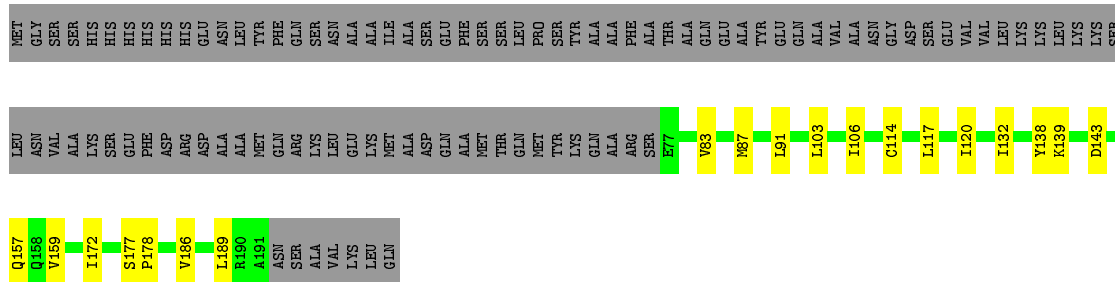 MET GLY SER SER HIS HIS HIS HIS HIS HIS GLU ASN LEU TYR PHE GLN SER ASN ALA ALA ILE ALA SER GLU PHE SER SER LEU PRO SER TYR ALA ALA ALA PHE ALA THR ALA GLN GLU ALA TYR GLU GLN ALA VAL ALA ASN GLY ASP SER GLU VAL VAL LEU LYS LYS LEU LYS LYS SER
LEU ASN VAL ALA LYS SER GLU PHE ASP ARG ASP ALA ALA MET GLN ARG LYS LEU GLU LYS MET ALA ASP GLN ALA MET THR GLN MET TYR LYS GLN ALA ARG SER E77 V83 M87 L91 L103 I106 C114 L117 I120 I132 Y138 K139 D143
Q157 Q158 V159 I172 S177 P178 V186 L189 R190 A191 ASN SER ALA VAL LYS LEU GLN